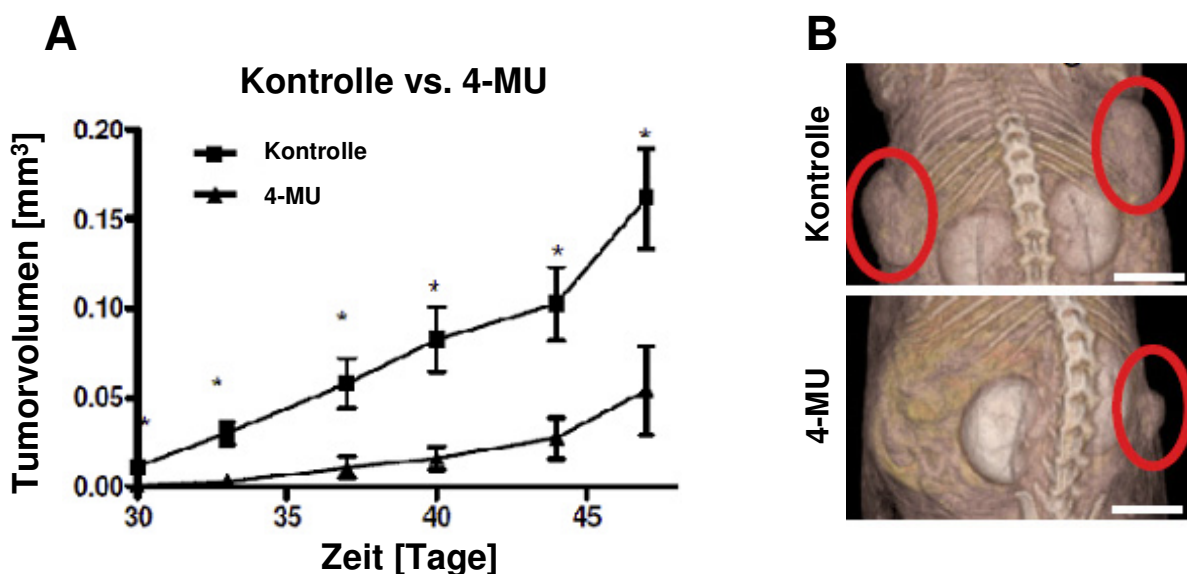 A
Kontrolle vs. 4-MU
Tumorvolumen [mm³]
0.20
0.15
0.10
0.05
0.00
Kontrolle
4-MU
*
*
*
*
*
*
30
35
40
45
Zeit [Tage]
B
Kontrolle
4-MU